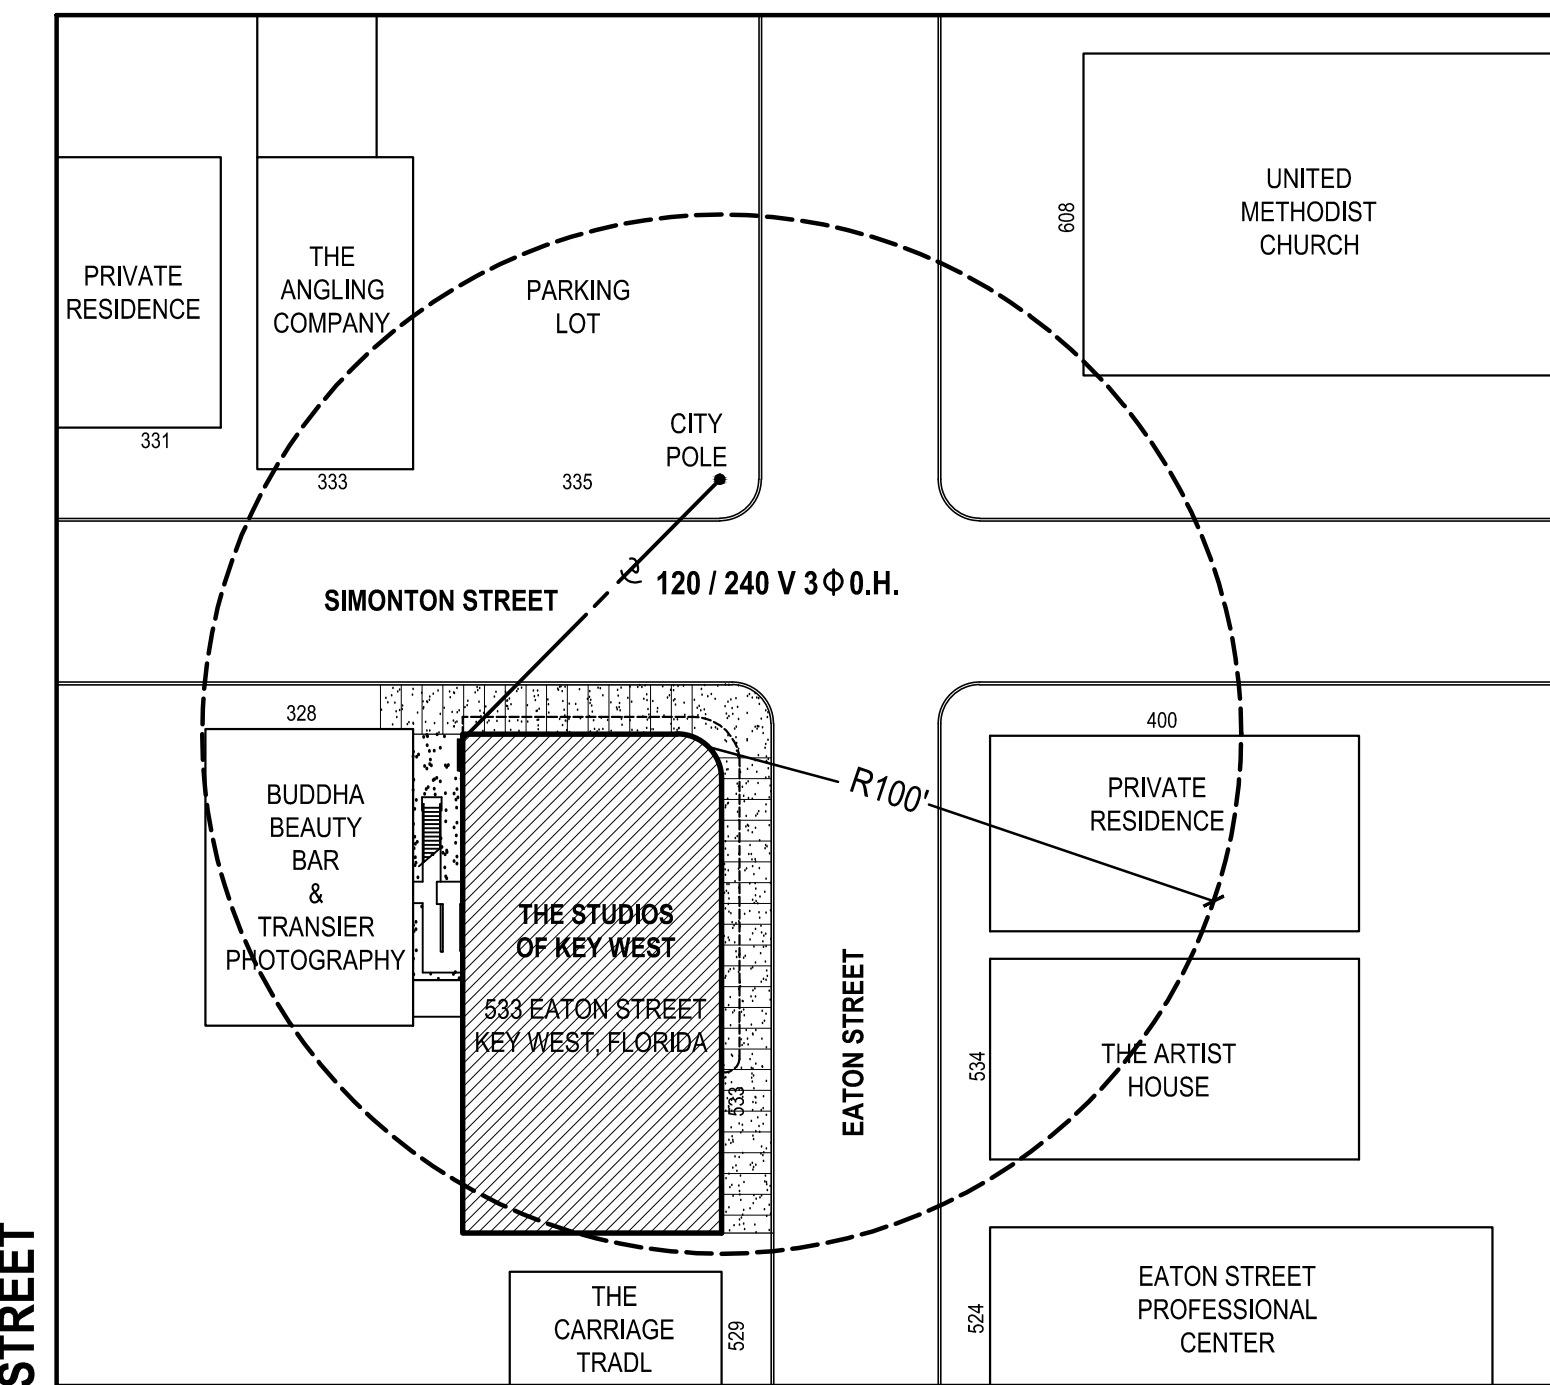 UNITED
METHODIST
CHURCH
608
THE
ANGLING
COMPANY
PRIVATE
RESIDENCE
PARKING
LOT
331
333
335
CITY
POLE
120 / 240 V 3Φ 0.H.
SIMONTON STREET
328
400
BUDDHA
BEAUTY
BAR
&
TRANSIER
PHOTOGRAPHY
R100'
PRIVATE
RESIDENCE
THE STUDIOS
OF KEY WEST
533 EATON STREET
KEY WEST, FLORIDA
533
EATON STREET
534
THE ARTIST
HOUSE
STREET
THE
CARRIAGE
TRADL
529
524
EATON STREET
PROFESSIONAL
CENTER